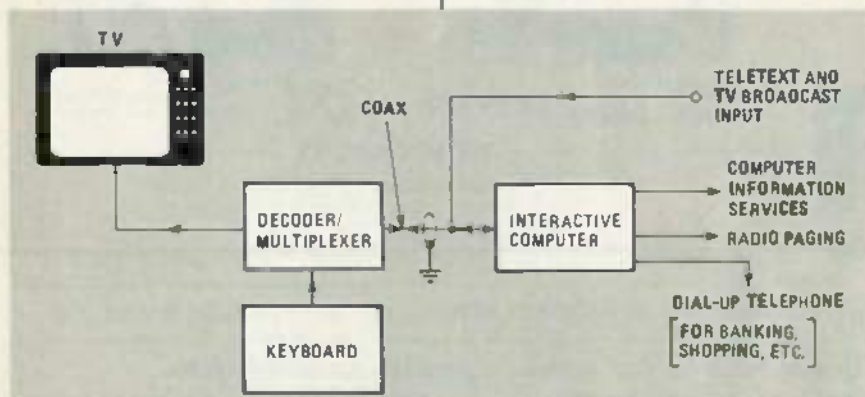 TV
COAX
TELETEXT AND
TV BROADCAST
INPUT
DECODER/
MULTIPLEXER
INTERACTIVE
COMPUTER
COMPUTER
INFORMATION
SERVICES
RADIO PAGING
DIAL-UP TELEPHONE
[FOR BANKING,
SHOPPING, ETC.]
KEYBOARD